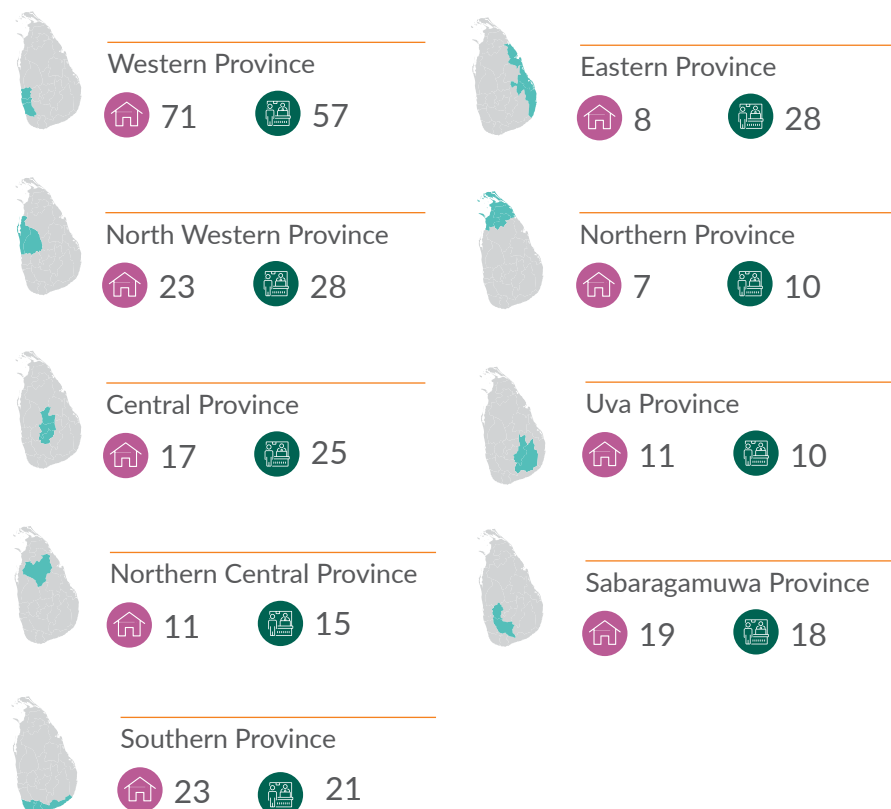 Western Province
71 57
Eastern Province
8 28
North Western Province
23 28
Northern Province
7 10
Central Province
17 25
Uva Province
11 10
Northern Central Province
11 15
Sabaragamuwa Province
19 18
Southern Province
23 21